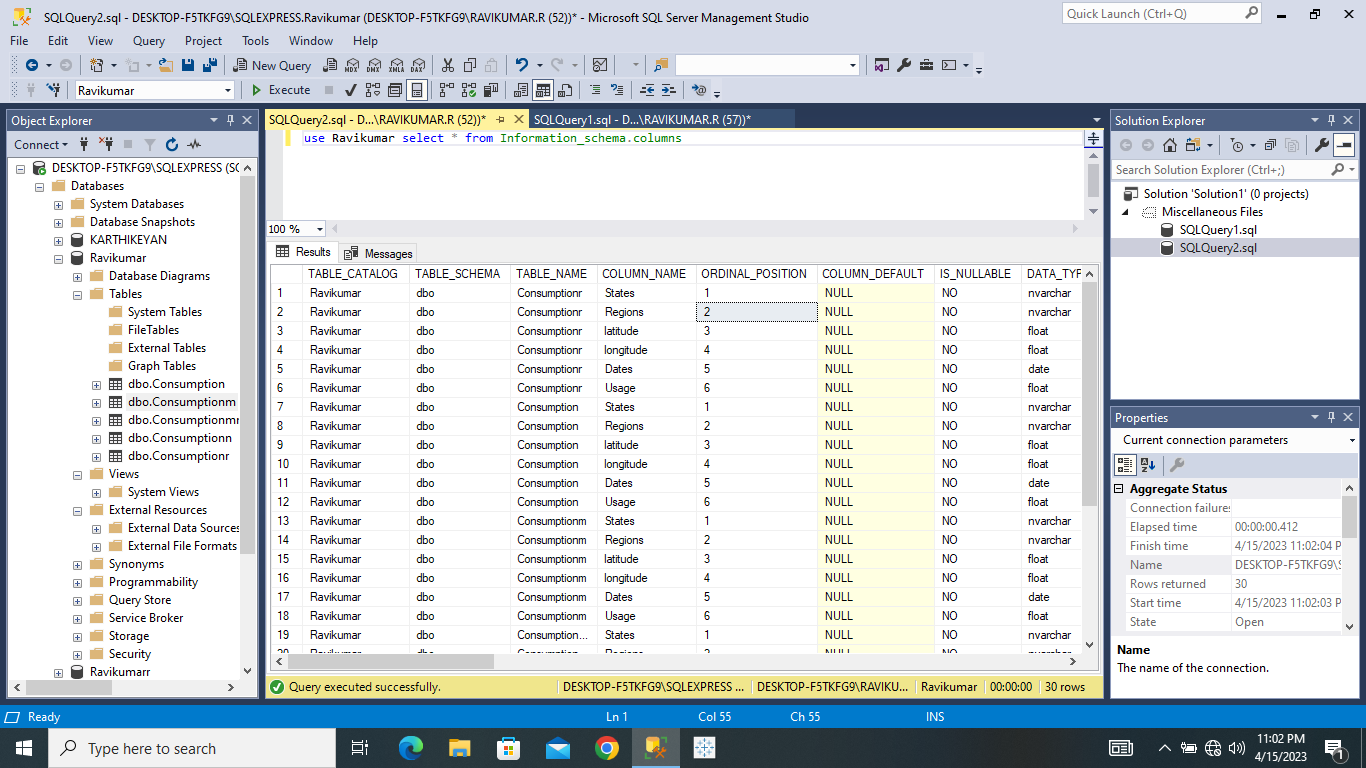 SQLQuery2.sql - DESKTOP-F5TKFG9\SQLEXPRESS.Ravikumar (DESKTOP-F5TKFG9\RAVIKUMAR.R (52))* - Microsoft SQL Server Management Studio
Quick Launch (Ctrl+Q)
File Edit View Query Project Tools Window Help
New Query MDX DMX XMLA DAX
Ravikumar Execute
Object Explorer
Connect
DESKTOP-F5TKFG9\SQLEXPRESS (SQ
Databases
System Databases
Database Snapshots
KARTHIKEYAN
Ravikumar
Database Diagrams
Tables
System Tables
FileTables
External Tables
Graph Tables
dbo.Consumption
dbo.Consumptionm
dbo.Consumptionmr
dbo.Consumptionn
dbo.Consumptionr
Views
System Views
External Resources
External Data Sources
External File Formats
Synonyms
Programmability
Query Store
Service Broker
Storage
Security
Ravikumarr
SQLQuery2.sql - D...\RAVIKUMAR.R (52))* SQLQuery1.sql - D...\RAVIKUMAR.R (57))*
use Ravikumar select * from Information_schema.columns
100 %
Results Messages
TABLE_CATALOG TABLE_SCHEMA TABLE_NAME COLUMN_NAME ORDINAL_POSITION COLUMN_DEFAULT IS_NULLABLE DATA_TYP
1 Ravikumar dbo Consumptionr States 1 NULL NO nvarchar
2 Ravikumar dbo Consumptionr Regions 2 NULL NO nvarchar
3 Ravikumar dbo Consumptionr latitude 3 NULL NO float
4 Ravikumar dbo Consumptionr longitude 4 NULL NO float
5 Ravikumar dbo Consumptionr Dates 5 NULL NO date
6 Ravikumar dbo Consumptionr Usage 6 NULL NO float
7 Ravikumar dbo Consumption States 1 NULL NO nvarchar
8 Ravikumar dbo Consumption Regions 2 NULL NO nvarchar
9 Ravikumar dbo Consumption latitude 3 NULL NO float
10 Ravikumar dbo Consumption longitude 4 NULL NO float
11 Ravikumar dbo Consumption Dates 5 NULL NO date
12 Ravikumar dbo Consumption Usage 6 NULL NO float
13 Ravikumar dbo Consumptionm States 1 NULL NO nvarchar
14 Ravikumar dbo Consumptionm Regions 2 NULL NO nvarchar
15 Ravikumar dbo Consumptionm latitude 3 NULL NO float
16 Ravikumar dbo Consumptionm longitude 4 NULL NO float
17 Ravikumar dbo Consumptionm Dates 5 NULL NO date
18 Ravikumar dbo Consumptionm Usage 6 NULL NO float
19 Ravikumar dbo Consumption... States 1 NULL NO nvarchar
Query executed successfully. DESKTOP-F5TKFG9\SQLEXPRESS ... DESKTOP-F5TKFG9\RAVIKU... Ravikumar 00:00:00 30 rows
Solution Explorer
Search Solution Explorer (Ctrl+;)
Solution 'Solution1' (0 projects)
Miscellaneous Files
SQLQuery1.sql
SQLQuery2.sql
Properties
Current connection parameters
Aggregate Status
Connection failures
Elapsed time 00:00:00.412
Finish time 4/15/2023 11:02:04 P
Name DESKTOP-F5TKFG9\S
Rows returned 30
Start time 4/15/2023 11:02:03 P
State Open
Name
The name of the connection.
Ready Ln 1 Col 55 Ch 55 INS
Type here to search
11:02 PM
4/15/2023
1